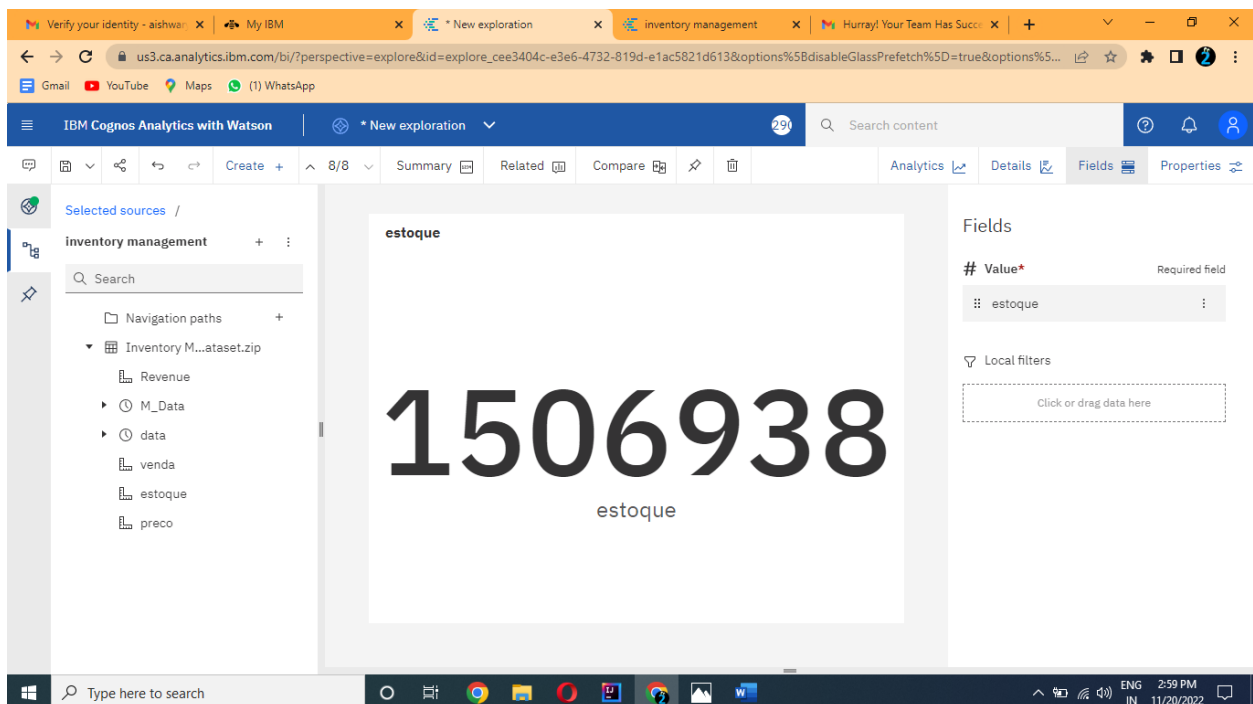 Verify your identity - aishwar
My IBM
* New exploration
inventory management
Hurray! Your Team Has Succe
us3.ca.analytics.ibm.com/bi/?perspective=explore&id=explore_cee3404c-e3e6-4732-819d-e1ac5821d613&options%5BdisableGlassPrefetch%5D=true&options%5...
Gmail
YouTube
Maps
(1) WhatsApp
IBM Cognos Analytics with Watson
* New exploration
290
Search content
Create +
8/8
Summary
Related
Compare
Analytics
Details
Fields
Properties
Selected sources /
inventory management
Search
Navigation paths
Inventory M...ataset.zip
Revenue
M_Data
data
venda
estoque
preco
estoque
1506938
estoque
Fields
# Value*
Required field
estoque
Local filters
Click or drag data here
Type here to search
ENG
IN
2:59 PM
11/20/2022